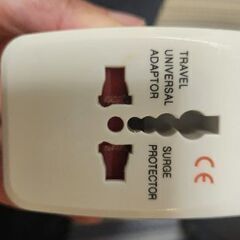 TRAVEL
UNIVERSAL
ADAPTOR
SURGE
PROTECTOR
CE